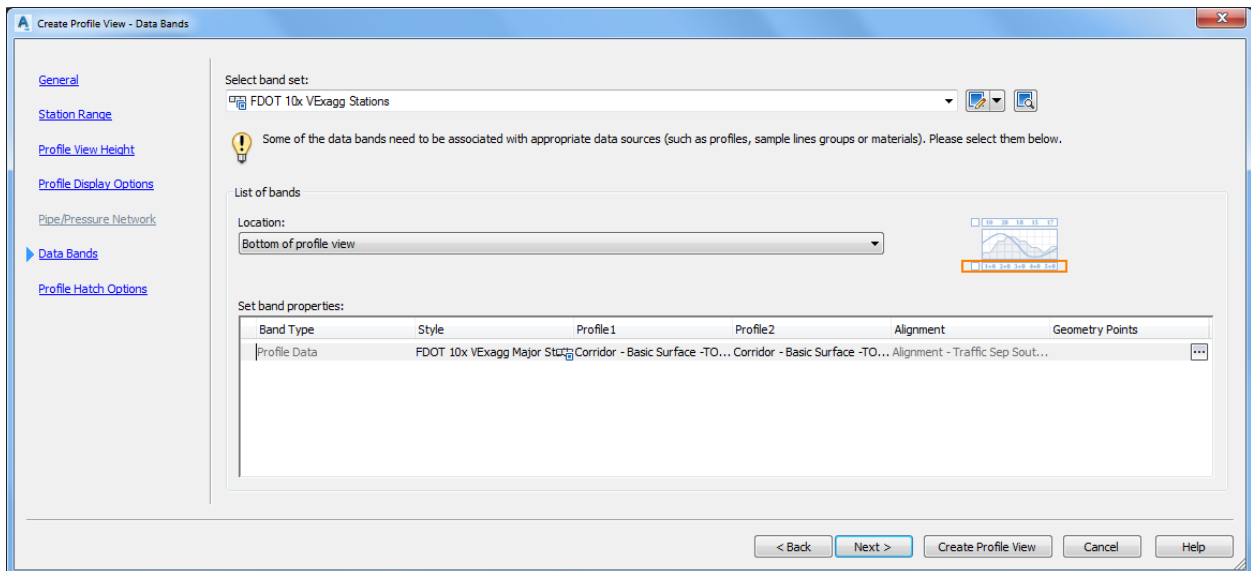 Create Profile View - Data Bands
General
Station Range
Profile View Height
Profile Display Options
Pipe/Pressure Network
Data Bands
Profile Hatch Options
Select band set:
FDOT 10x VExagg Stations
Some of the data bands need to be associated with appropriate data sources (such as profiles, sample lines groups or materials). Please select them below.
List of bands
Location:
Bottom of profile view
Set band properties:
Band Type Style Profile1 Profile2 Alignment Geometry Points
Profile Data FDOT 10x VExagg Major Corridor - Basic Surface -TO... Corridor - Basic Surface -TO... Alignment - Traffic Sep Sout... ...
< Back Next > Create Profile View Cancel Help